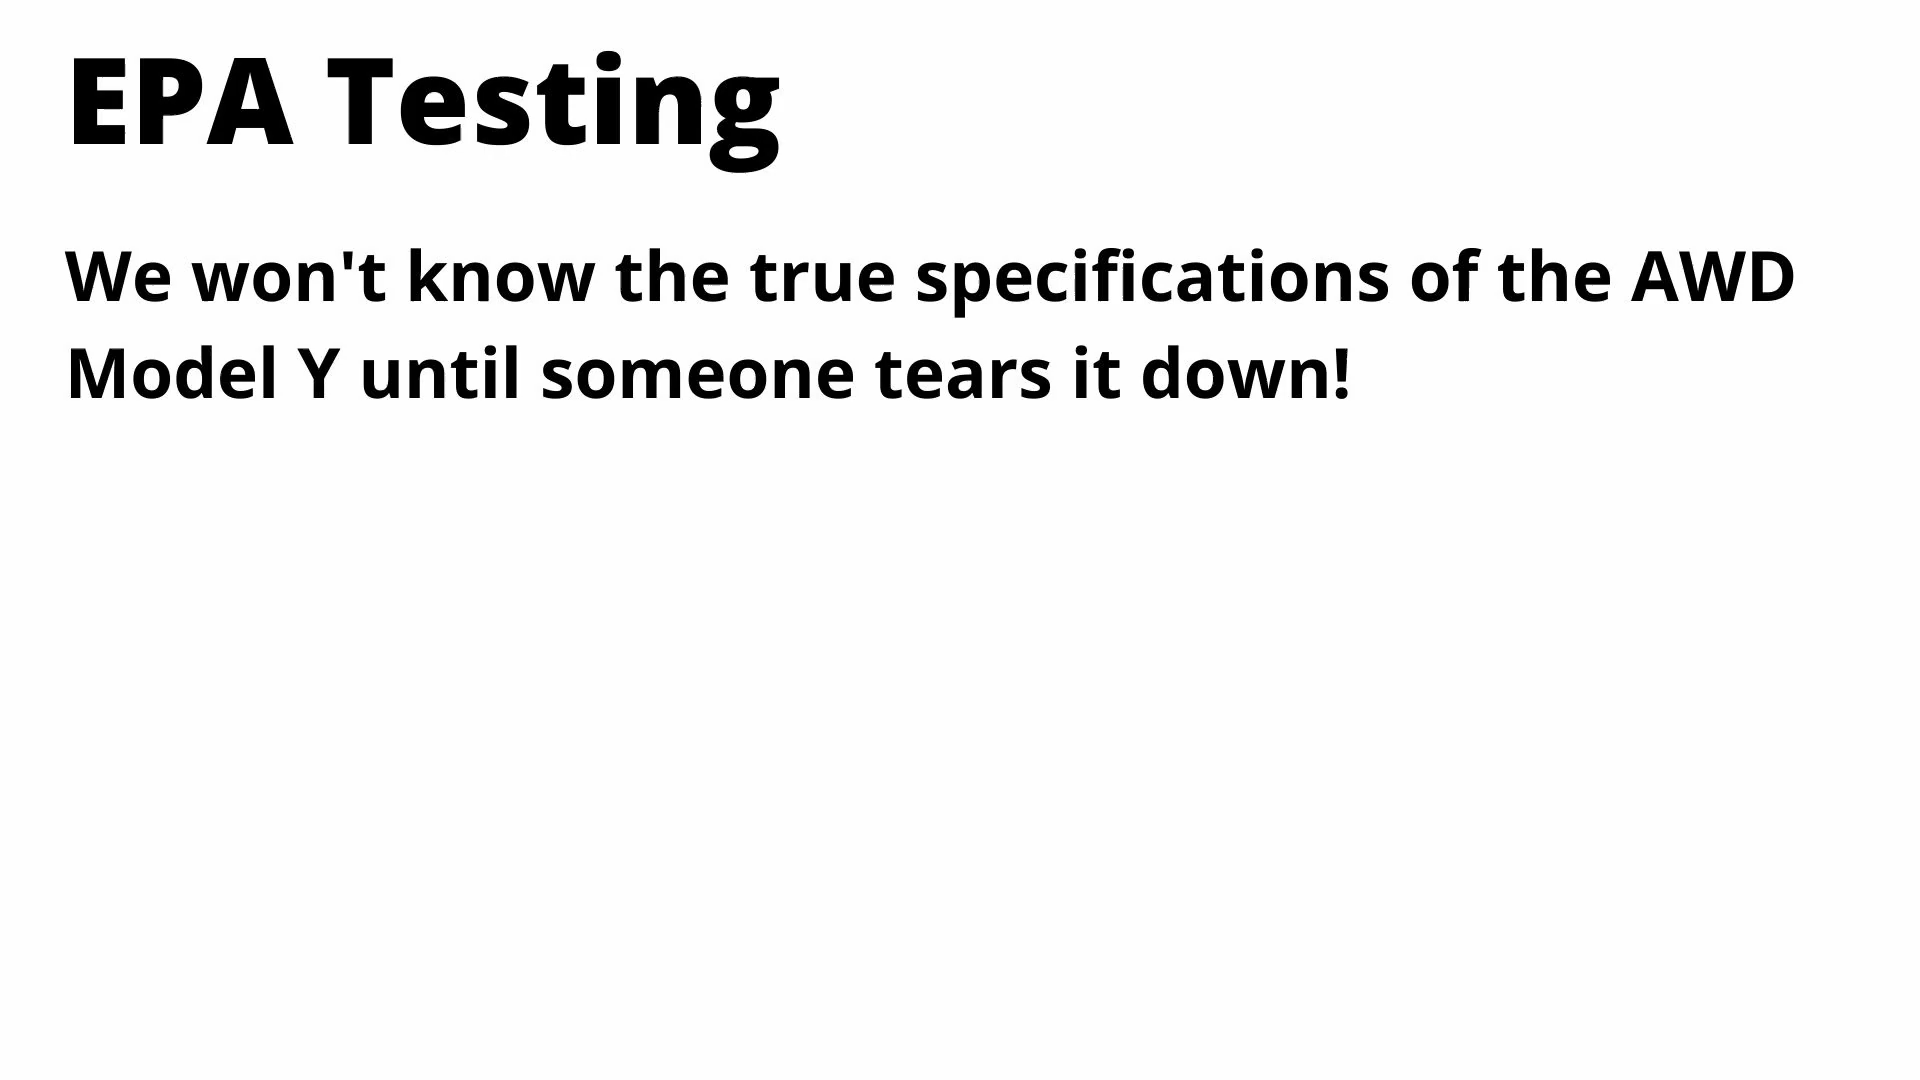 EPA Testing
We won't know the true specifications of the AWD
Model Y until someone tears it down!